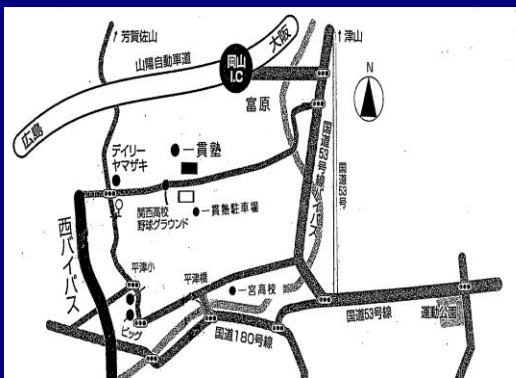 ↑芳賀佐山
大阪
↑津山
山陽自動車道
岡山
I.C
N
富原
広島
デイリー
ヤマザキ
一貫塾
国道53号線バイパス
国道53号
関西高校
野球グラウンド
一貫塾駐車場
西バイパス
平津小
平津橋
一宮高校
ビッグ
国道180号線
国道53号線
運動公園